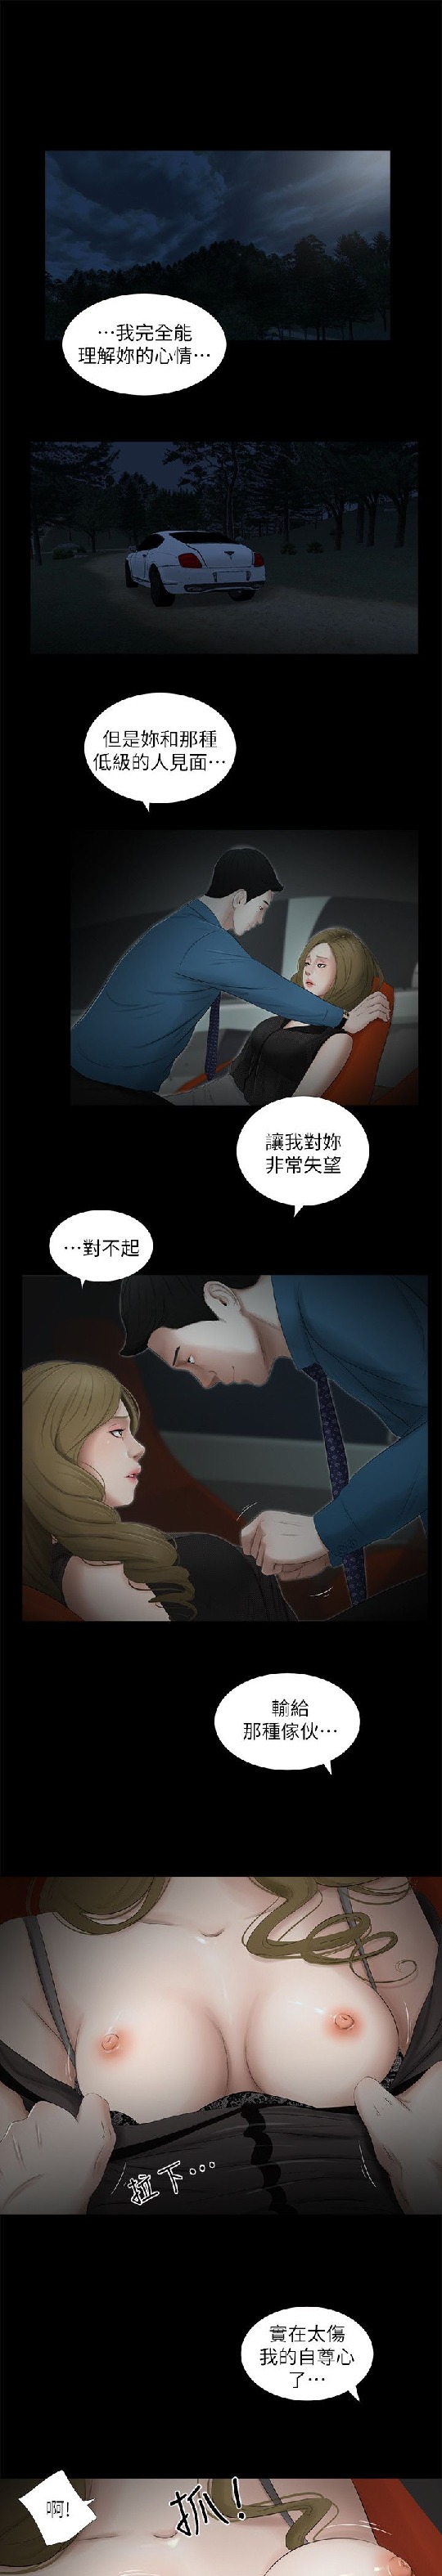 …我完全能
理解妳的心情…
但是妳和那種
低級的人見面…
讓我對妳
非常失望
…對不起
輸給
那種傢伙…
拉下…
實在太傷
我的自尊心
了…
啊!
抓!